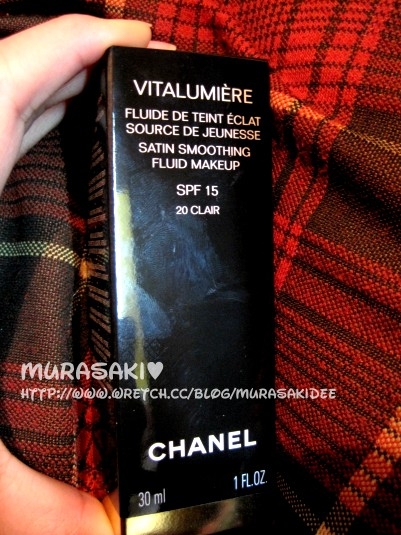 VITALUMIÈRE
FLUIDE DE TEINT ÉCLAT
SOURCE DE JEUNESSE
SATIN SMOOTHING
FLUID MAKEUP
SPF 15
20 CLAIR
MURASAKI♥
HTTP://WWW.WRETCH.CC/BLOG/MURASAKIDEE
CHANEL
30 ml 1 FL.OZ.